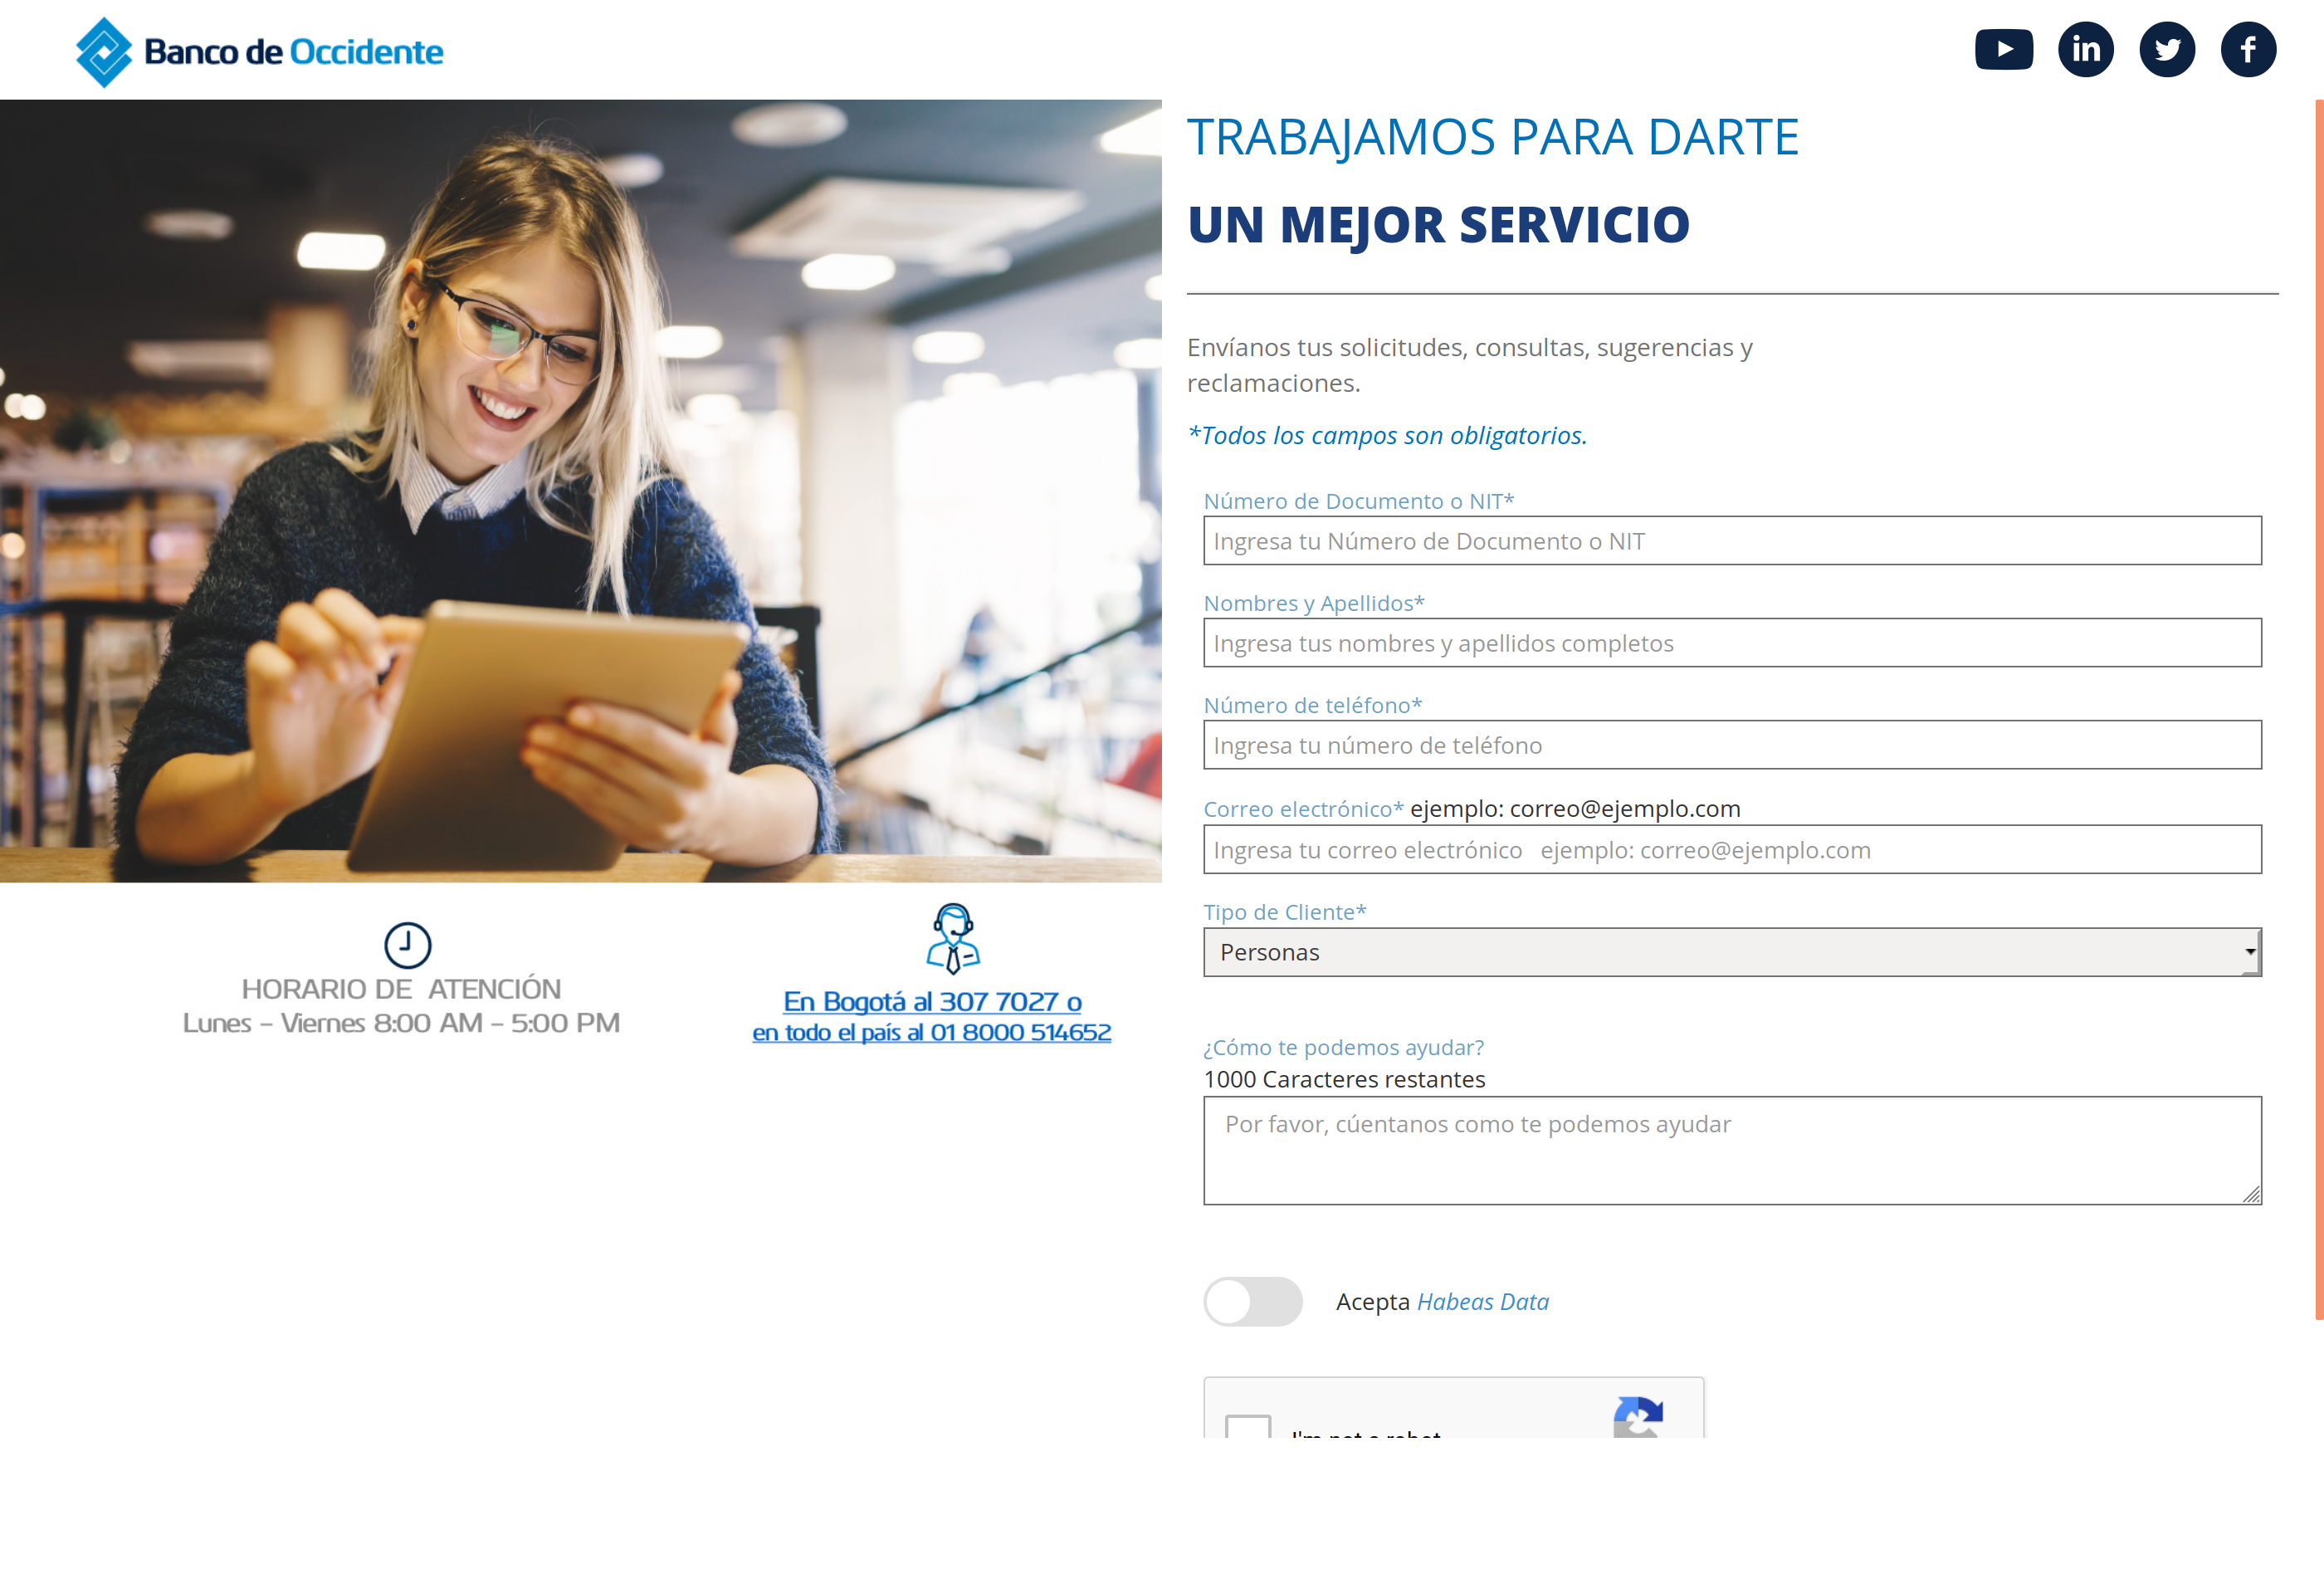 Banco de Occidente
TRABAJAMOS PARA DARTE
UN MEJOR SERVICIO
Envíanos tus solicitudes, consultas, sugerencias y
reclamaciones.
*Todos los campos son obligatorios.
Número de Documento o NIT*
Ingresa tu Número de Documento o NIT
Nombres y Apellidos*
Ingresa tus nombres y apellidos completos
Número de teléfono*
Ingresa tu número de teléfono
Correo electrónico* ejemplo: correo@ejemplo.com
Ingresa tu correo electrónico ejemplo: correo@ejemplo.com
Tipo de Cliente*
Personas
¿Cómo te podemos ayudar?
1000 Caracteres restantes
Por favor, cúentanos como te podemos ayudar
Acepta Habeas Data
I'm not a robot
HORARIO DE ATENCIÓN
Lunes - Viernes 8:00 AM - 5:00 PM
En Bogotá al 307 7027 o
en todo el país al 01 8000 514652